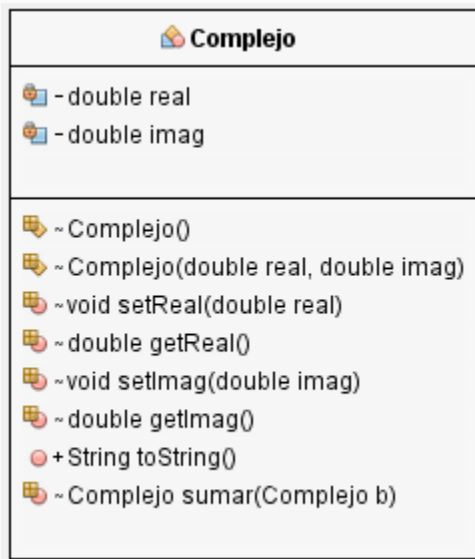 Complejo
-double real
-double imag
~Complejo()
~Complejo(double real, double imag)
~void setReal(double real)
~double getReal()
~void setImag(double imag)
~double getImag()
+String toString()
~Complejo sumar(Complejo b)